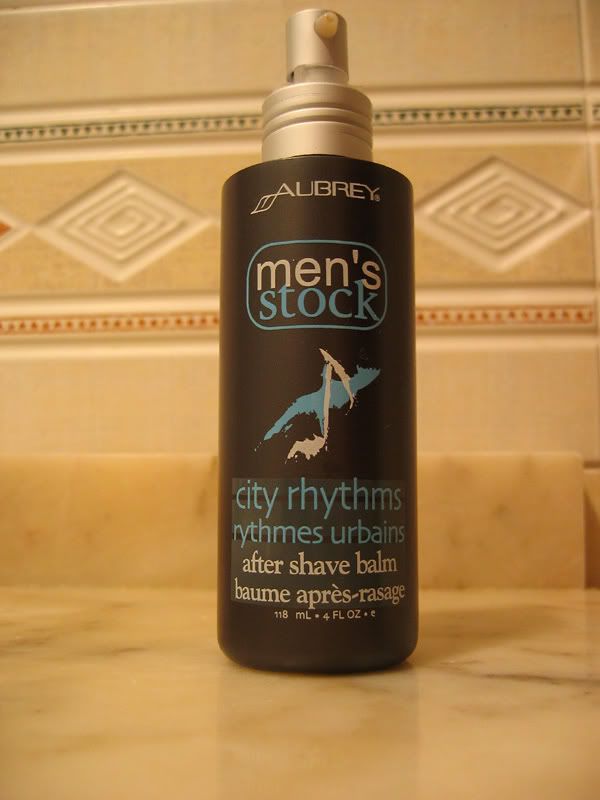 AUBREY®
men's
stock
city rhythms
rythmes urbains
after shave balm
baume après-rasage
118 mL • 4 FL OZ • e